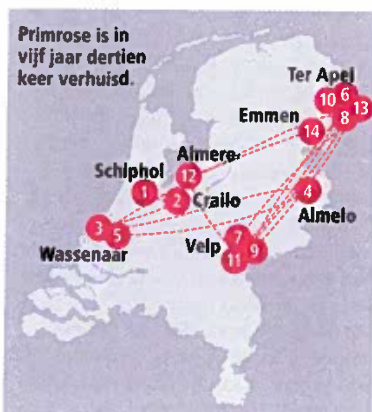 Primrose is in
vijf jaar dertien
keer verhuisd.
Ter Apel
10 6 13
8
Emmen
14
Almere
12
Schiphol
1
2 Crailo
4
Almelo
3 5
Wassenaar
Velp 7
11 9